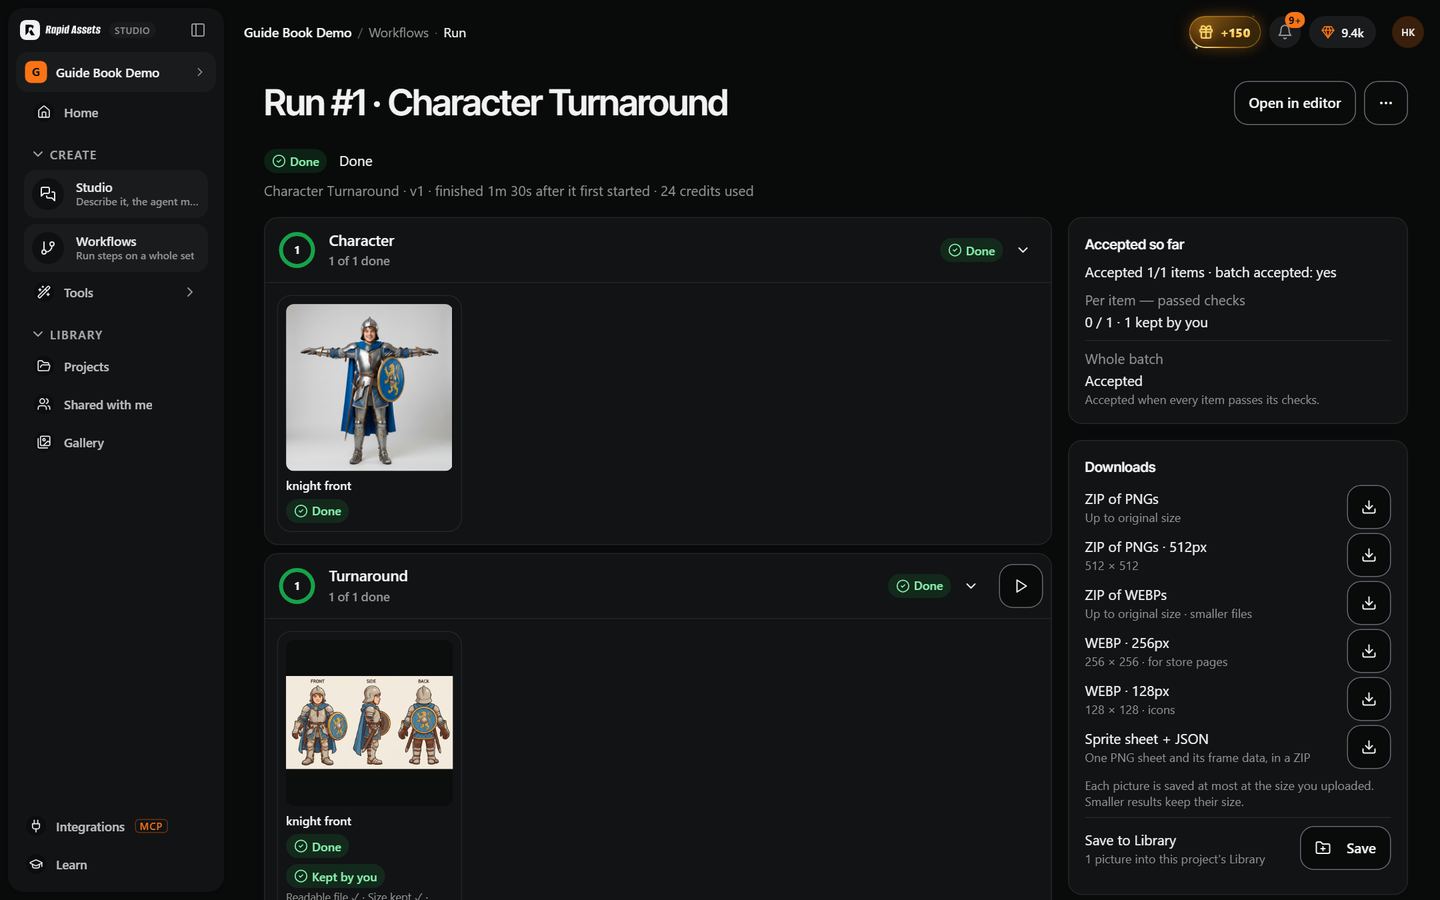 Rapid Assets STUDIO
Guide Book Demo / Workflows · Run
+150
9+
9.4k
HK
G Guide Book Demo
Home
CREATE
Studio
Describe it, the agent m...
Workflows
Run steps on a whole set
Tools
LIBRARY
Projects
Shared with me
Gallery
Integrations MCP
Learn
Run #1 · Character Turnaround
Open in editor
Done Done
Character Turnaround · v1 · finished 1m 30s after it first started · 24 credits used
1 Character
1 of 1 done
Done
knight front
Done
1 Turnaround
1 of 1 done
Done
FRONT SIDE BACK
knight front
Done
Kept by you
Readable file ✓ · Size kept ✓ ·
Accepted so far
Accepted 1/1 items · batch accepted: yes
Per item — passed checks
0 / 1 · 1 kept by you
Whole batch
Accepted
Accepted when every item passes its checks.
Downloads
ZIP of PNGs
Up to original size
ZIP of PNGs · 512px
512 × 512
ZIP of WEBPs
Up to original size · smaller files
WEBP · 256px
256 × 256 · for store pages
WEBP · 128px
128 × 128 · icons
Sprite sheet + JSON
One PNG sheet and its frame data, in a ZIP
Each picture is saved at most at the size you uploaded.
Smaller results keep their size.
Save to Library
1 picture into this project's Library
Save